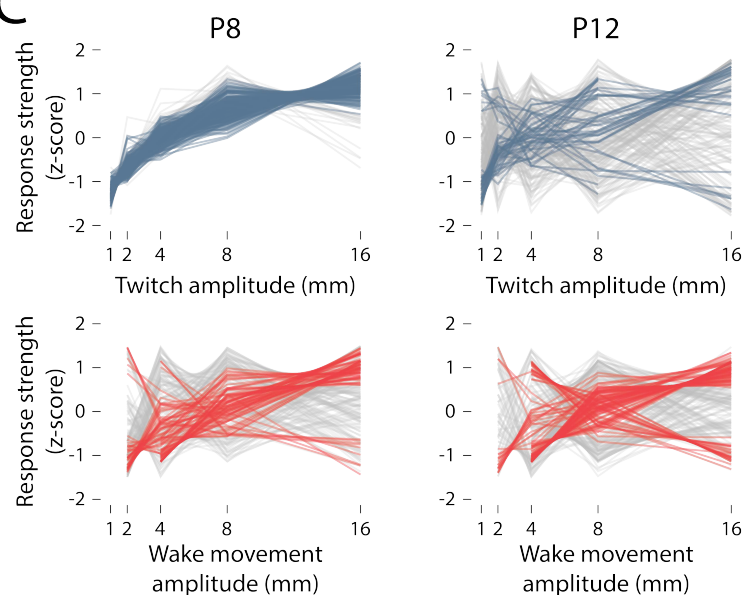 C
P8
P12
Response strength
(z-score)
2
1
0
-1
-2
1 2 4 8 16
Twitch amplitude (mm)
2
1
0
-1
-2
1 2 4 8 16
Twitch amplitude (mm)
Response strength
(z-score)
2
1
0
-1
-2
1 2 4 8 16
Wake movement
amplitude (mm)
2
1
0
-1
-2
1 2 4 8 16
Wake movement
amplitude (mm)